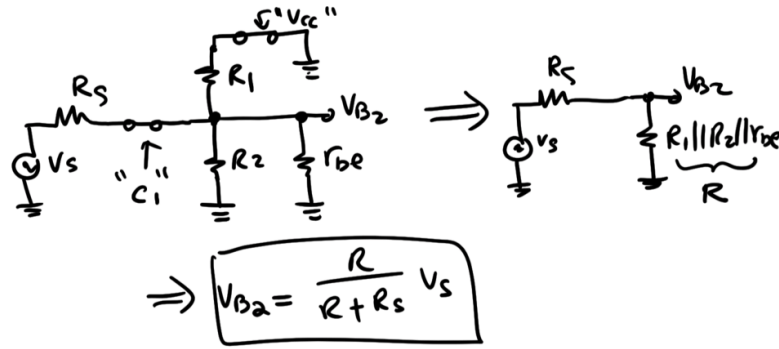 "Vcc"
R1
Rs
VB2
Vs
"C1"
R2
rbe
⇒
Rs
VB2
Vs
R1||R2||rbe
R
⇒ VB2 = R / (R + Rs) Vs